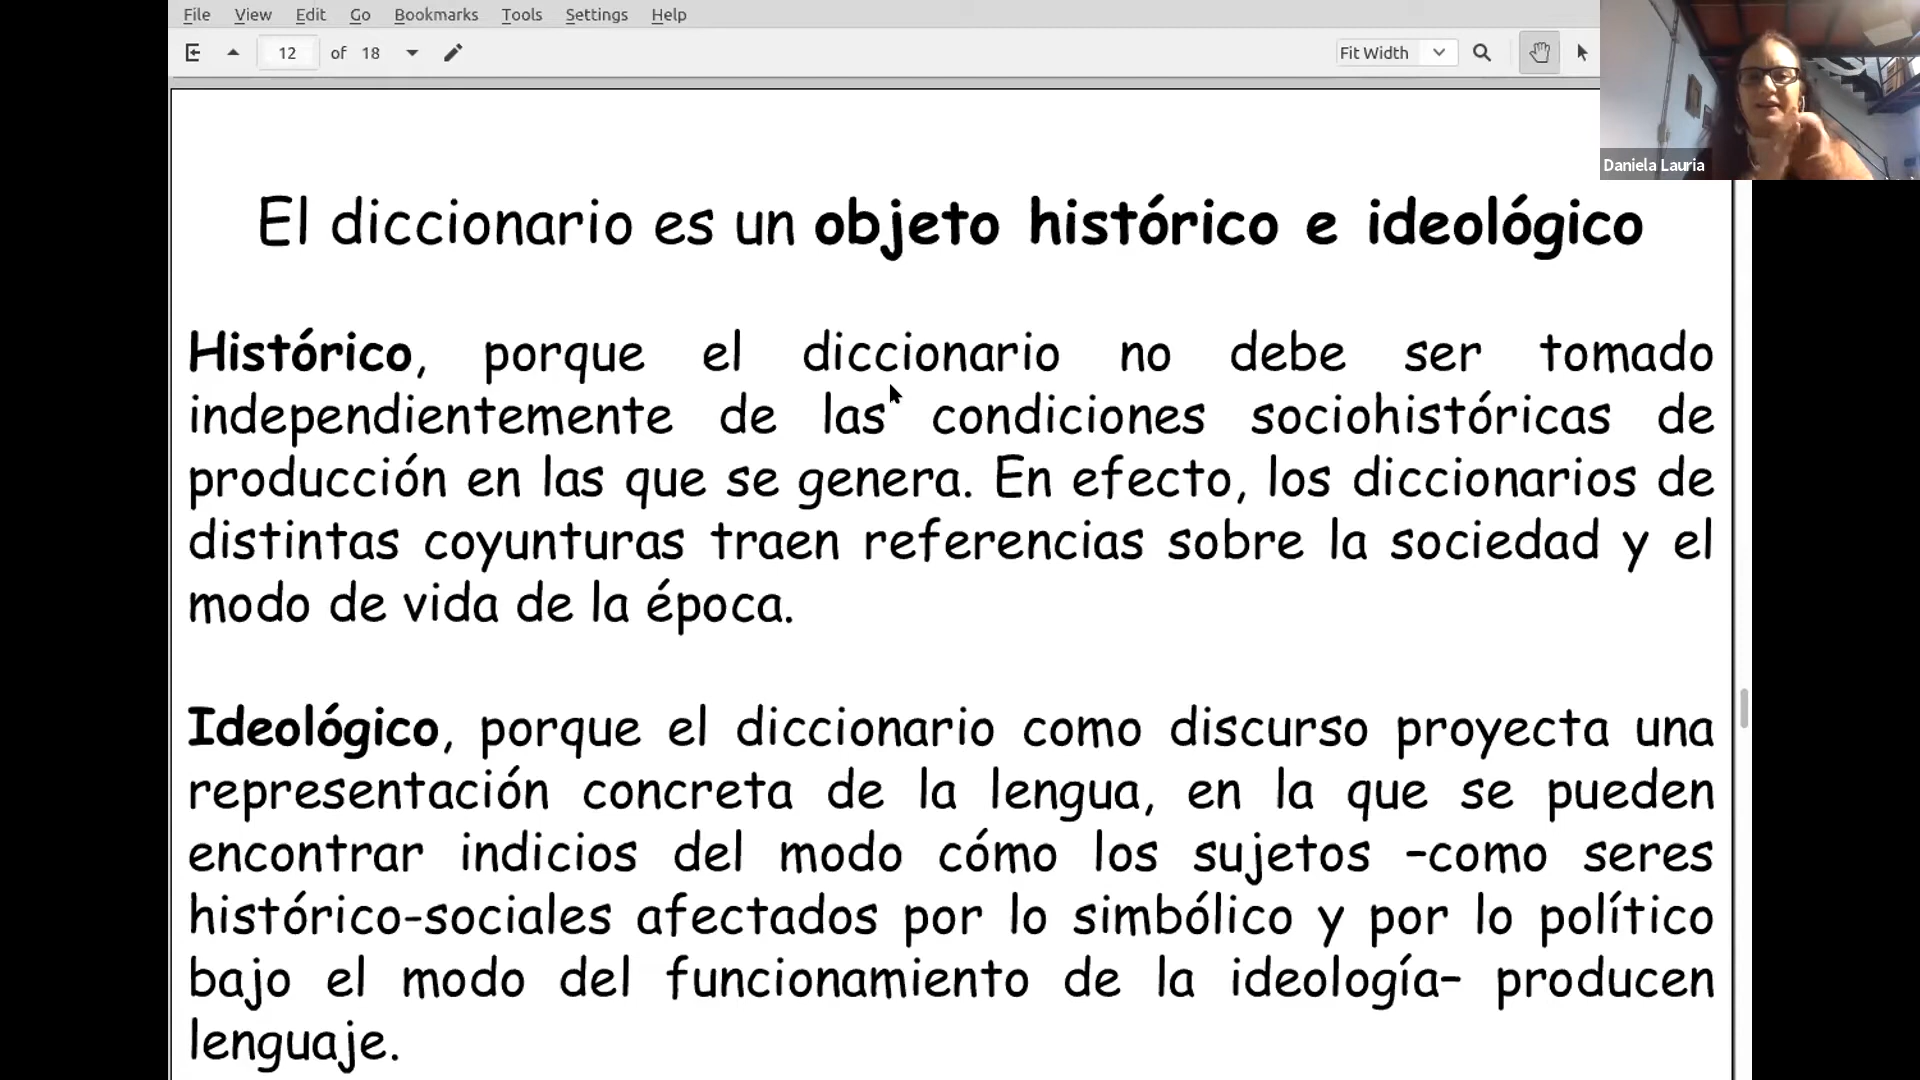 File View Edit Go Bookmarks Tools Settings Help
12 of 18 Fit Width
Daniela Lauria
El diccionario es un objeto histórico e ideológico
Histórico, porque el diccionario no debe ser tomado
independientemente de las condiciones sociohistóricas de
producción en las que se genera. En efecto, los diccionarios de
distintas coyunturas traen referencias sobre la sociedad y el
modo de vida de la época.
Ideológico, porque el diccionario como discurso proyecta una
representación concreta de la lengua, en la que se pueden
encontrar indicios del modo cómo los sujetos –como seres
histórico-sociales afectados por lo simbólico y por lo político
bajo el modo del funcionamiento de la ideología– producen
lenguaje.